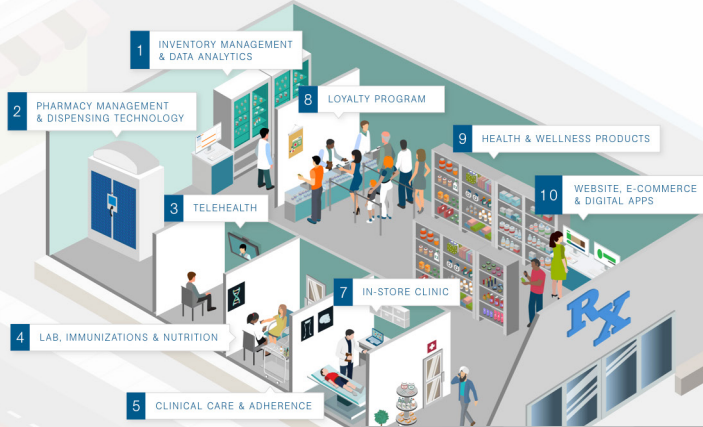 1 INVENTORY MANAGEMENT
& DATA ANALYTICS
2 PHARMACY MANAGEMENT
& DISPENSING TECHNOLOGY
8 LOYALTY PROGRAM
9 HEALTH & WELLNESS PRODUCTS
10 WEBSITE, E-COMMERCE
& DIGITAL APPS
3 TELEHEALTH
7 IN-STORE CLINIC
4 LAB, IMMUNIZATIONS & NUTRITION
5 CLINICAL CARE & ADHERENCE
RX